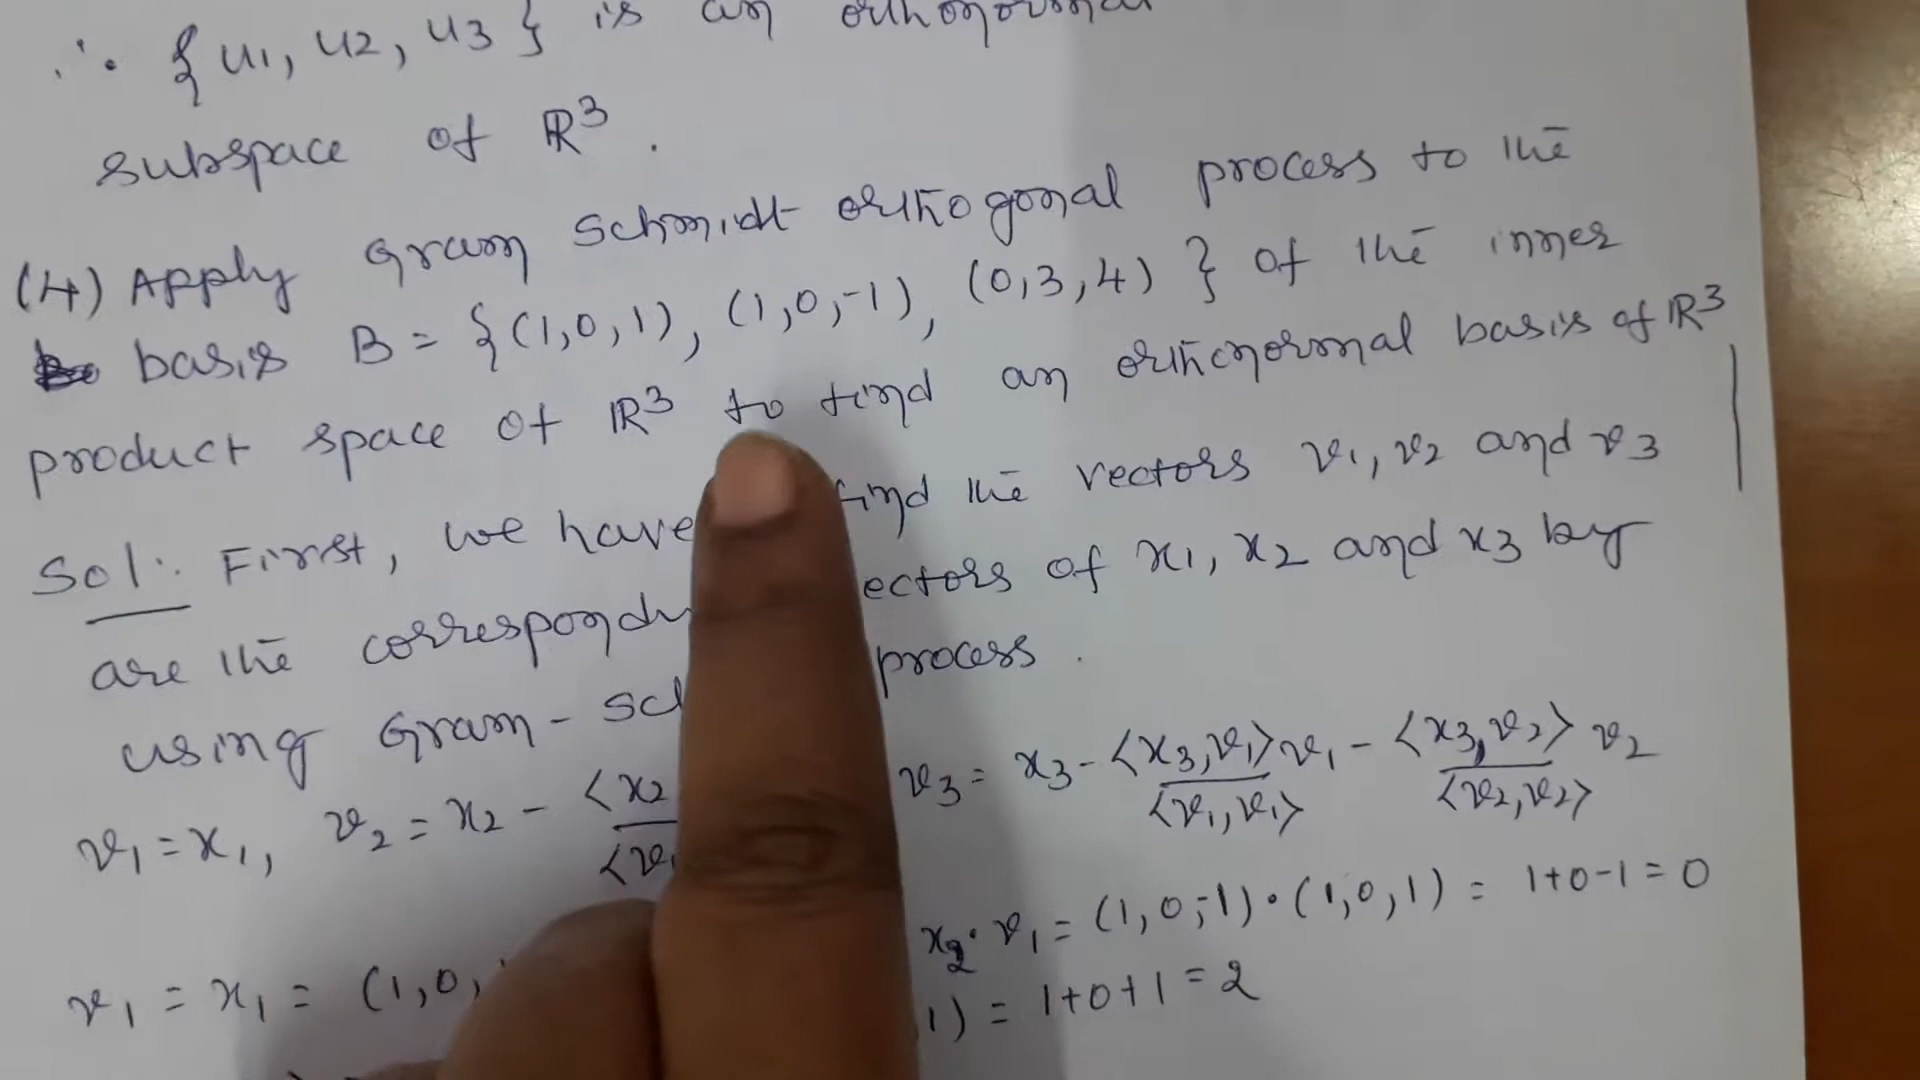 ∴ {u1, u2, u3} is an orthonormal
subspace of ℝ³.
(4) Apply Gram Schmidt orthogonal process to the
basis B = {(1,0,1), (1,0,-1), (0,3,4)} of the inner
product space of ℝ³ to find an orthonormal basis of ℝ³
Sol: First, we have find the vectors v1, v2 and v3
are the of x1, x2 and x3 by
using Gram- process.
v1 = x1, v2 = x2 - <x2 v3 = x3 - <x3,v1>/<v1,v1> v1 - <x3,v2>/<v2,v2> v2
v1 = x1 = (1,0, x2·v1 = (1,0,-1)·(1,0,1) = 1+0-1 = 0
1) = 1+0+1 = 2